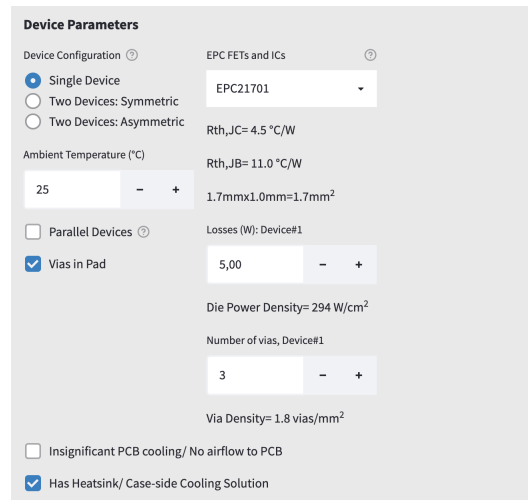 Device Parameters
Device Configuration ?
Single Device
Two Devices: Symmetric
Two Devices: Asymmetric
Ambient Temperature (°C)
25 − +
Parallel Devices ?
Vias in Pad
EPC FETs and ICs ?
EPC21701
Rth,JC= 4.5 °C/W
Rth,JB= 11.0 °C/W
1.7mmx1.0mm=1.7mm²
Losses (W): Device#1
5,00 − +
Die Power Density= 294 W/cm²
Number of vias, Device#1
3 − +
Via Density= 1.8 vias/mm²
Insignificant PCB cooling/ No airflow to PCB
Has Heatsink/ Case-side Cooling Solution